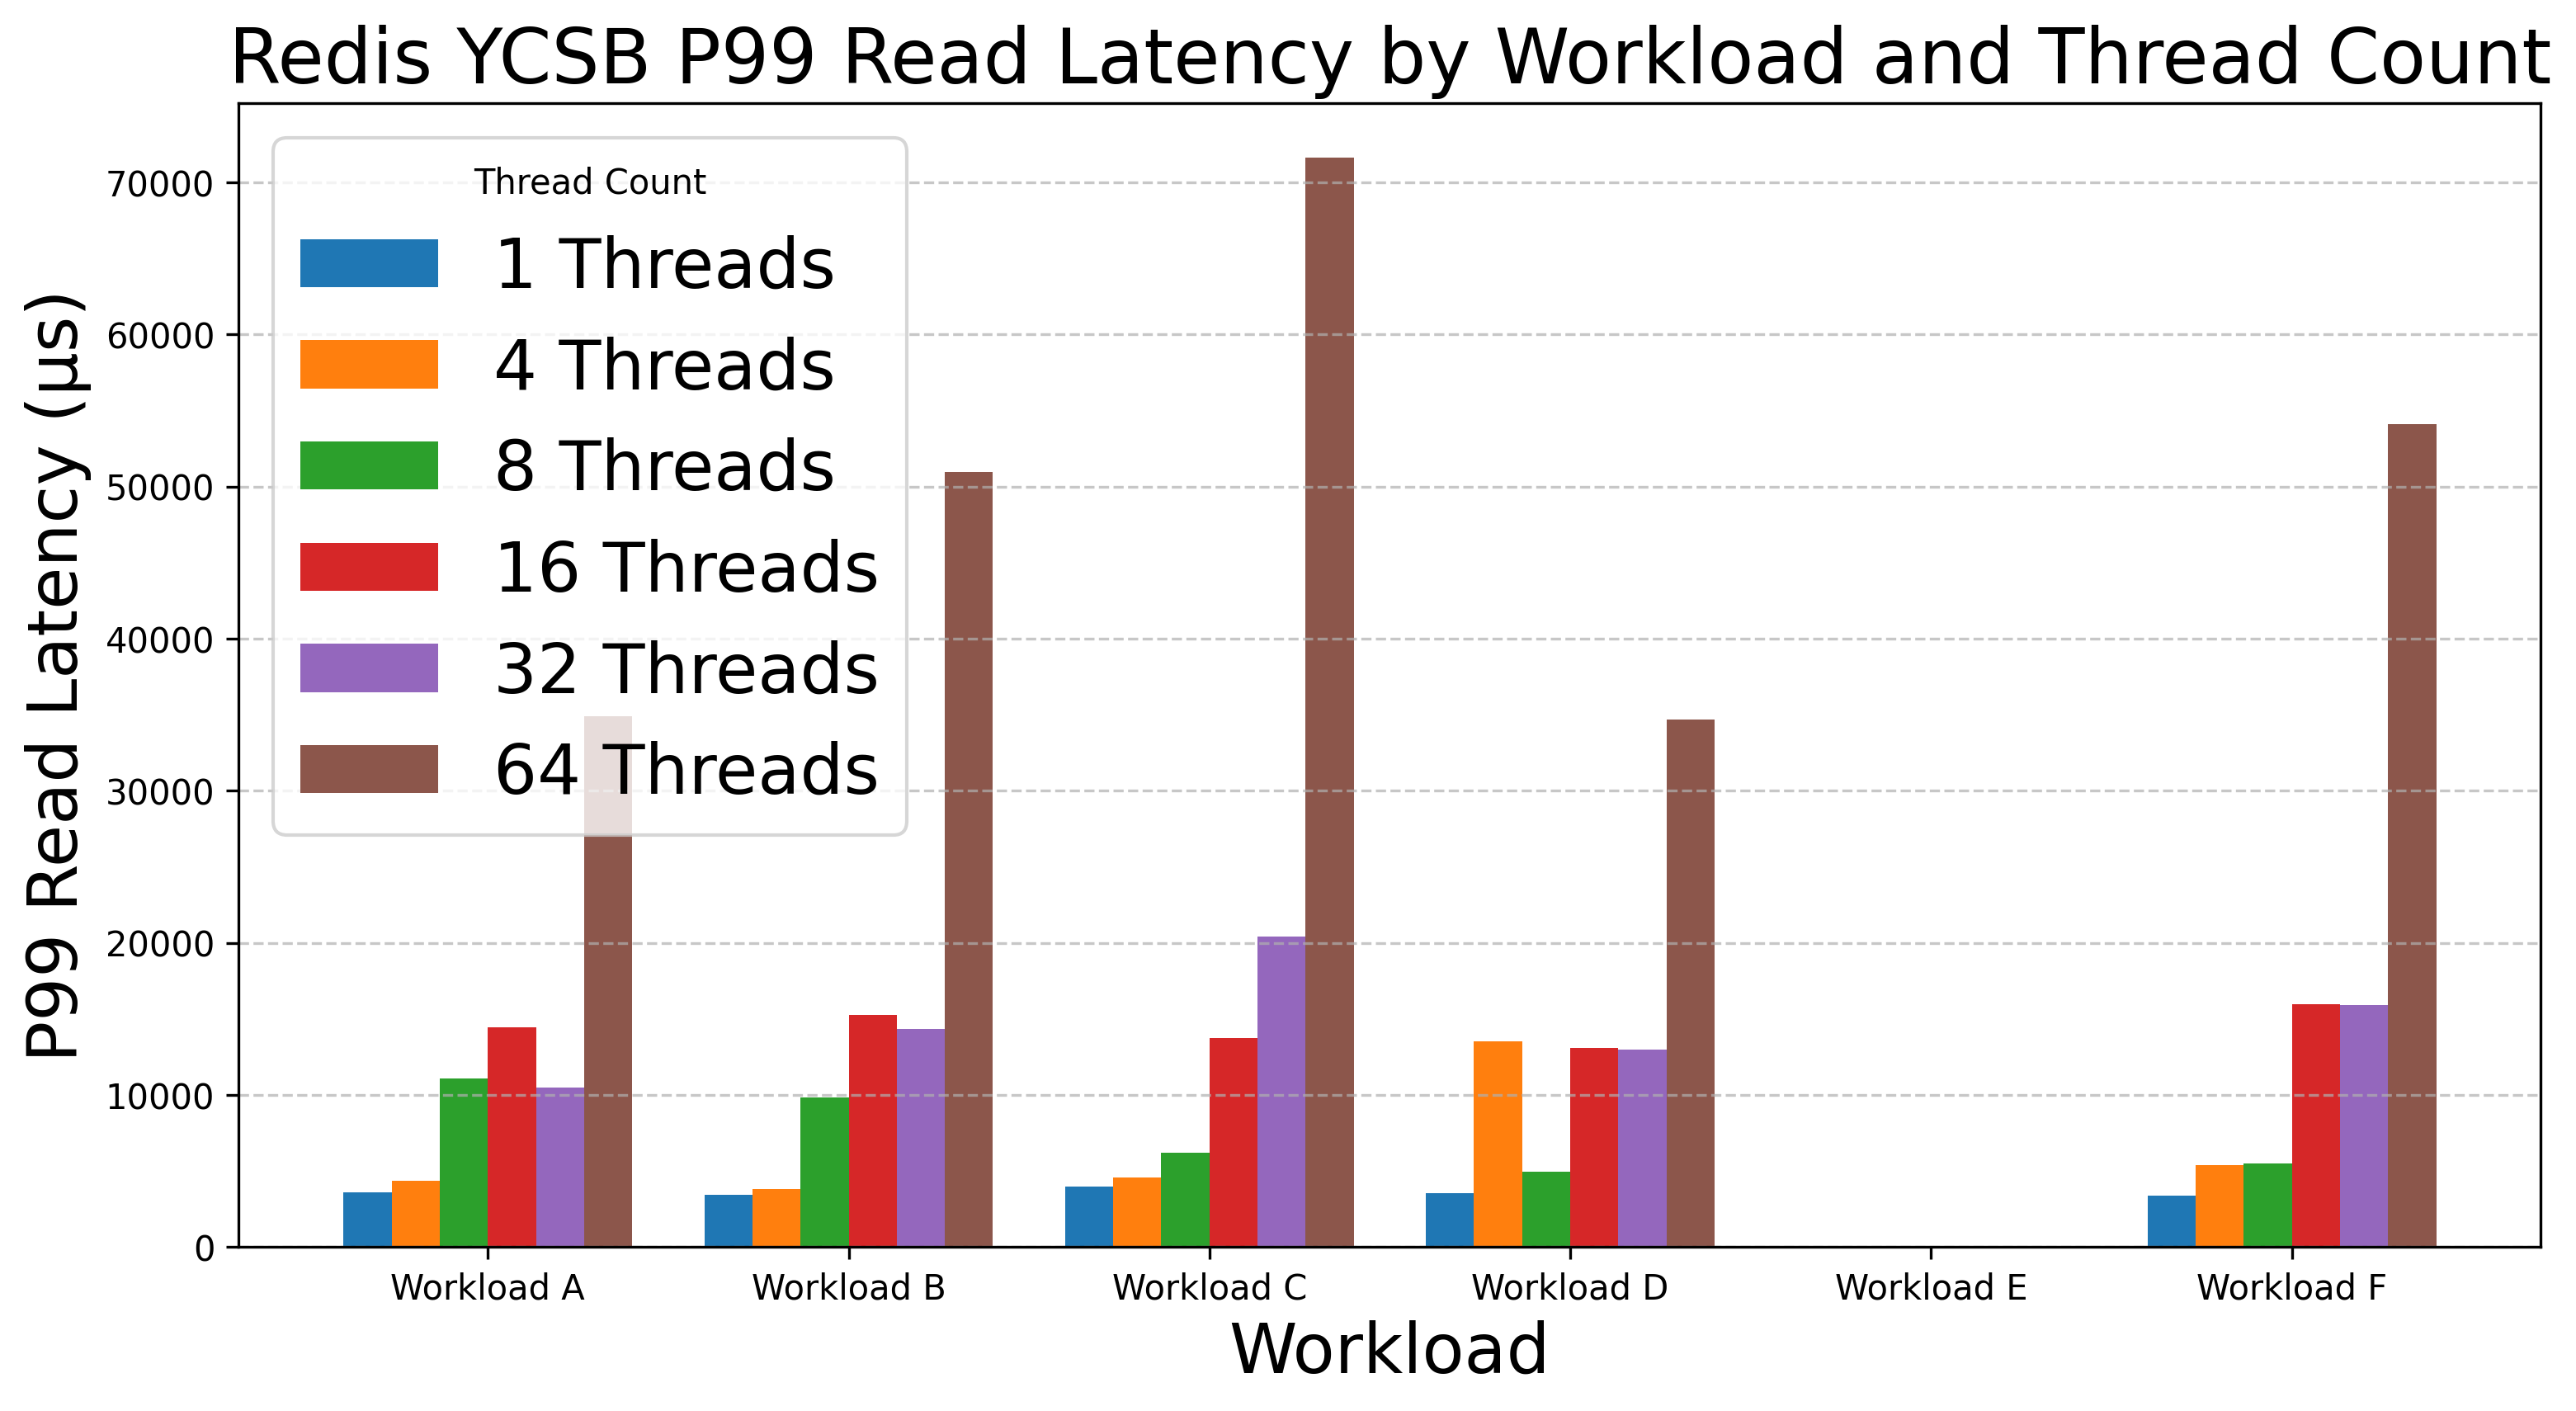 Redis YCSB P99 Read Latency by Workload and Thread Count
P99 Read Latency (µs)
70000
60000
50000
40000
30000
20000
10000
0
Thread Count
1 Threads
4 Threads
8 Threads
16 Threads
32 Threads
64 Threads
Workload A
Workload B
Workload C
Workload D
Workload E
Workload F
Workload